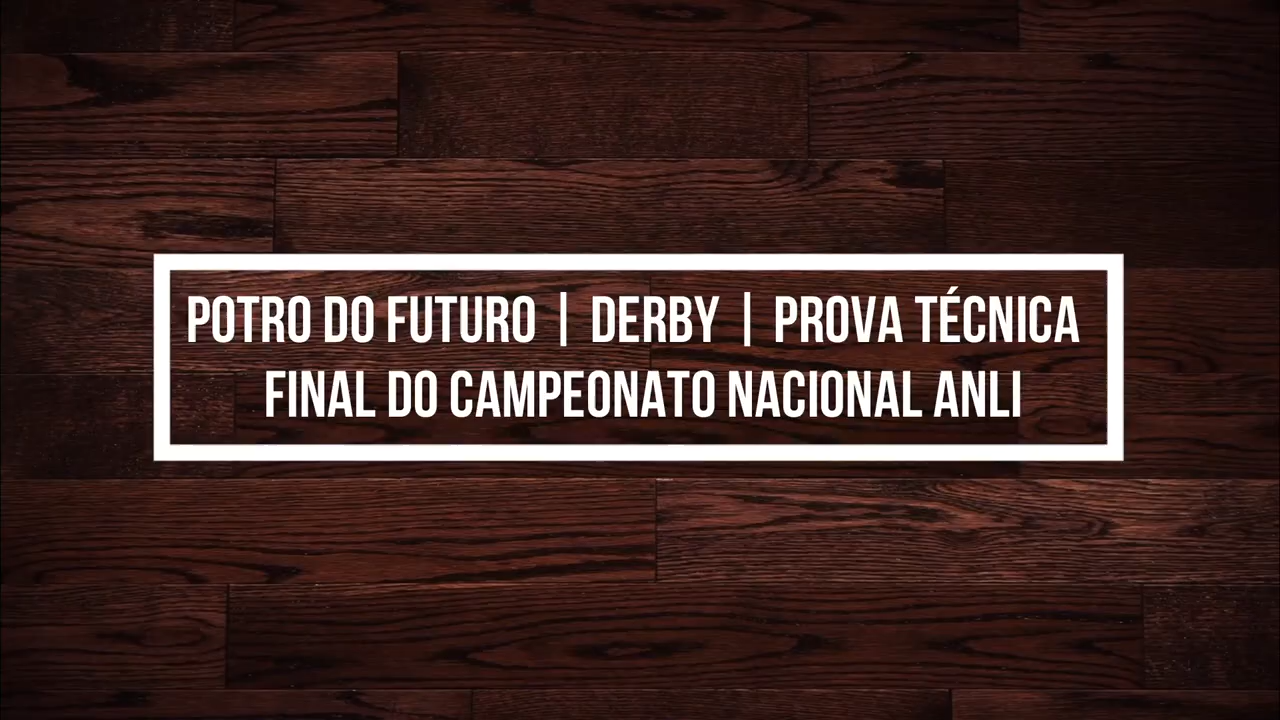 POTRO DO FUTURO | DERBY | PROVA TÉCNICA
FINAL DO CAMPEONATO NACIONAL ANLI